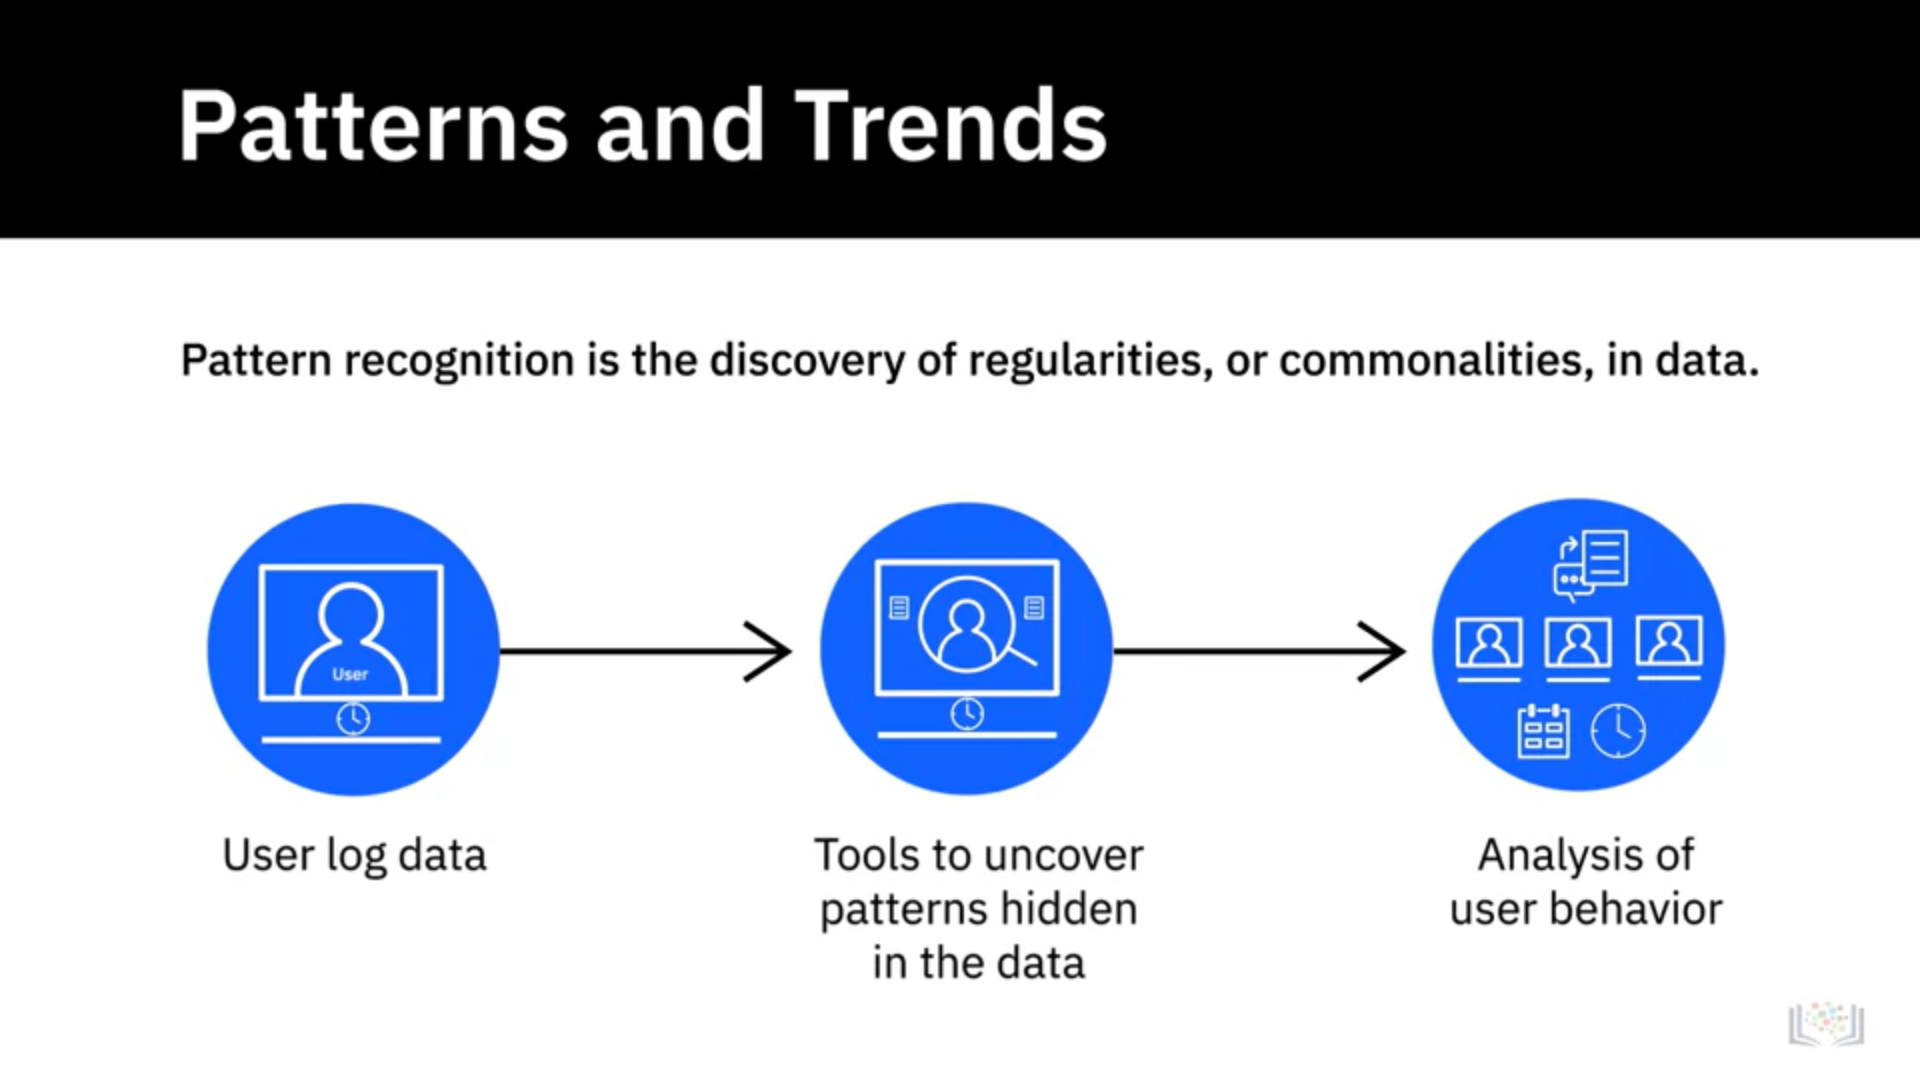 Patterns and Trends
Pattern recognition is the discovery of regularities, or commonalities, in data.
User
User log data
Tools to uncover
patterns hidden
in the data
Analysis of
user behavior